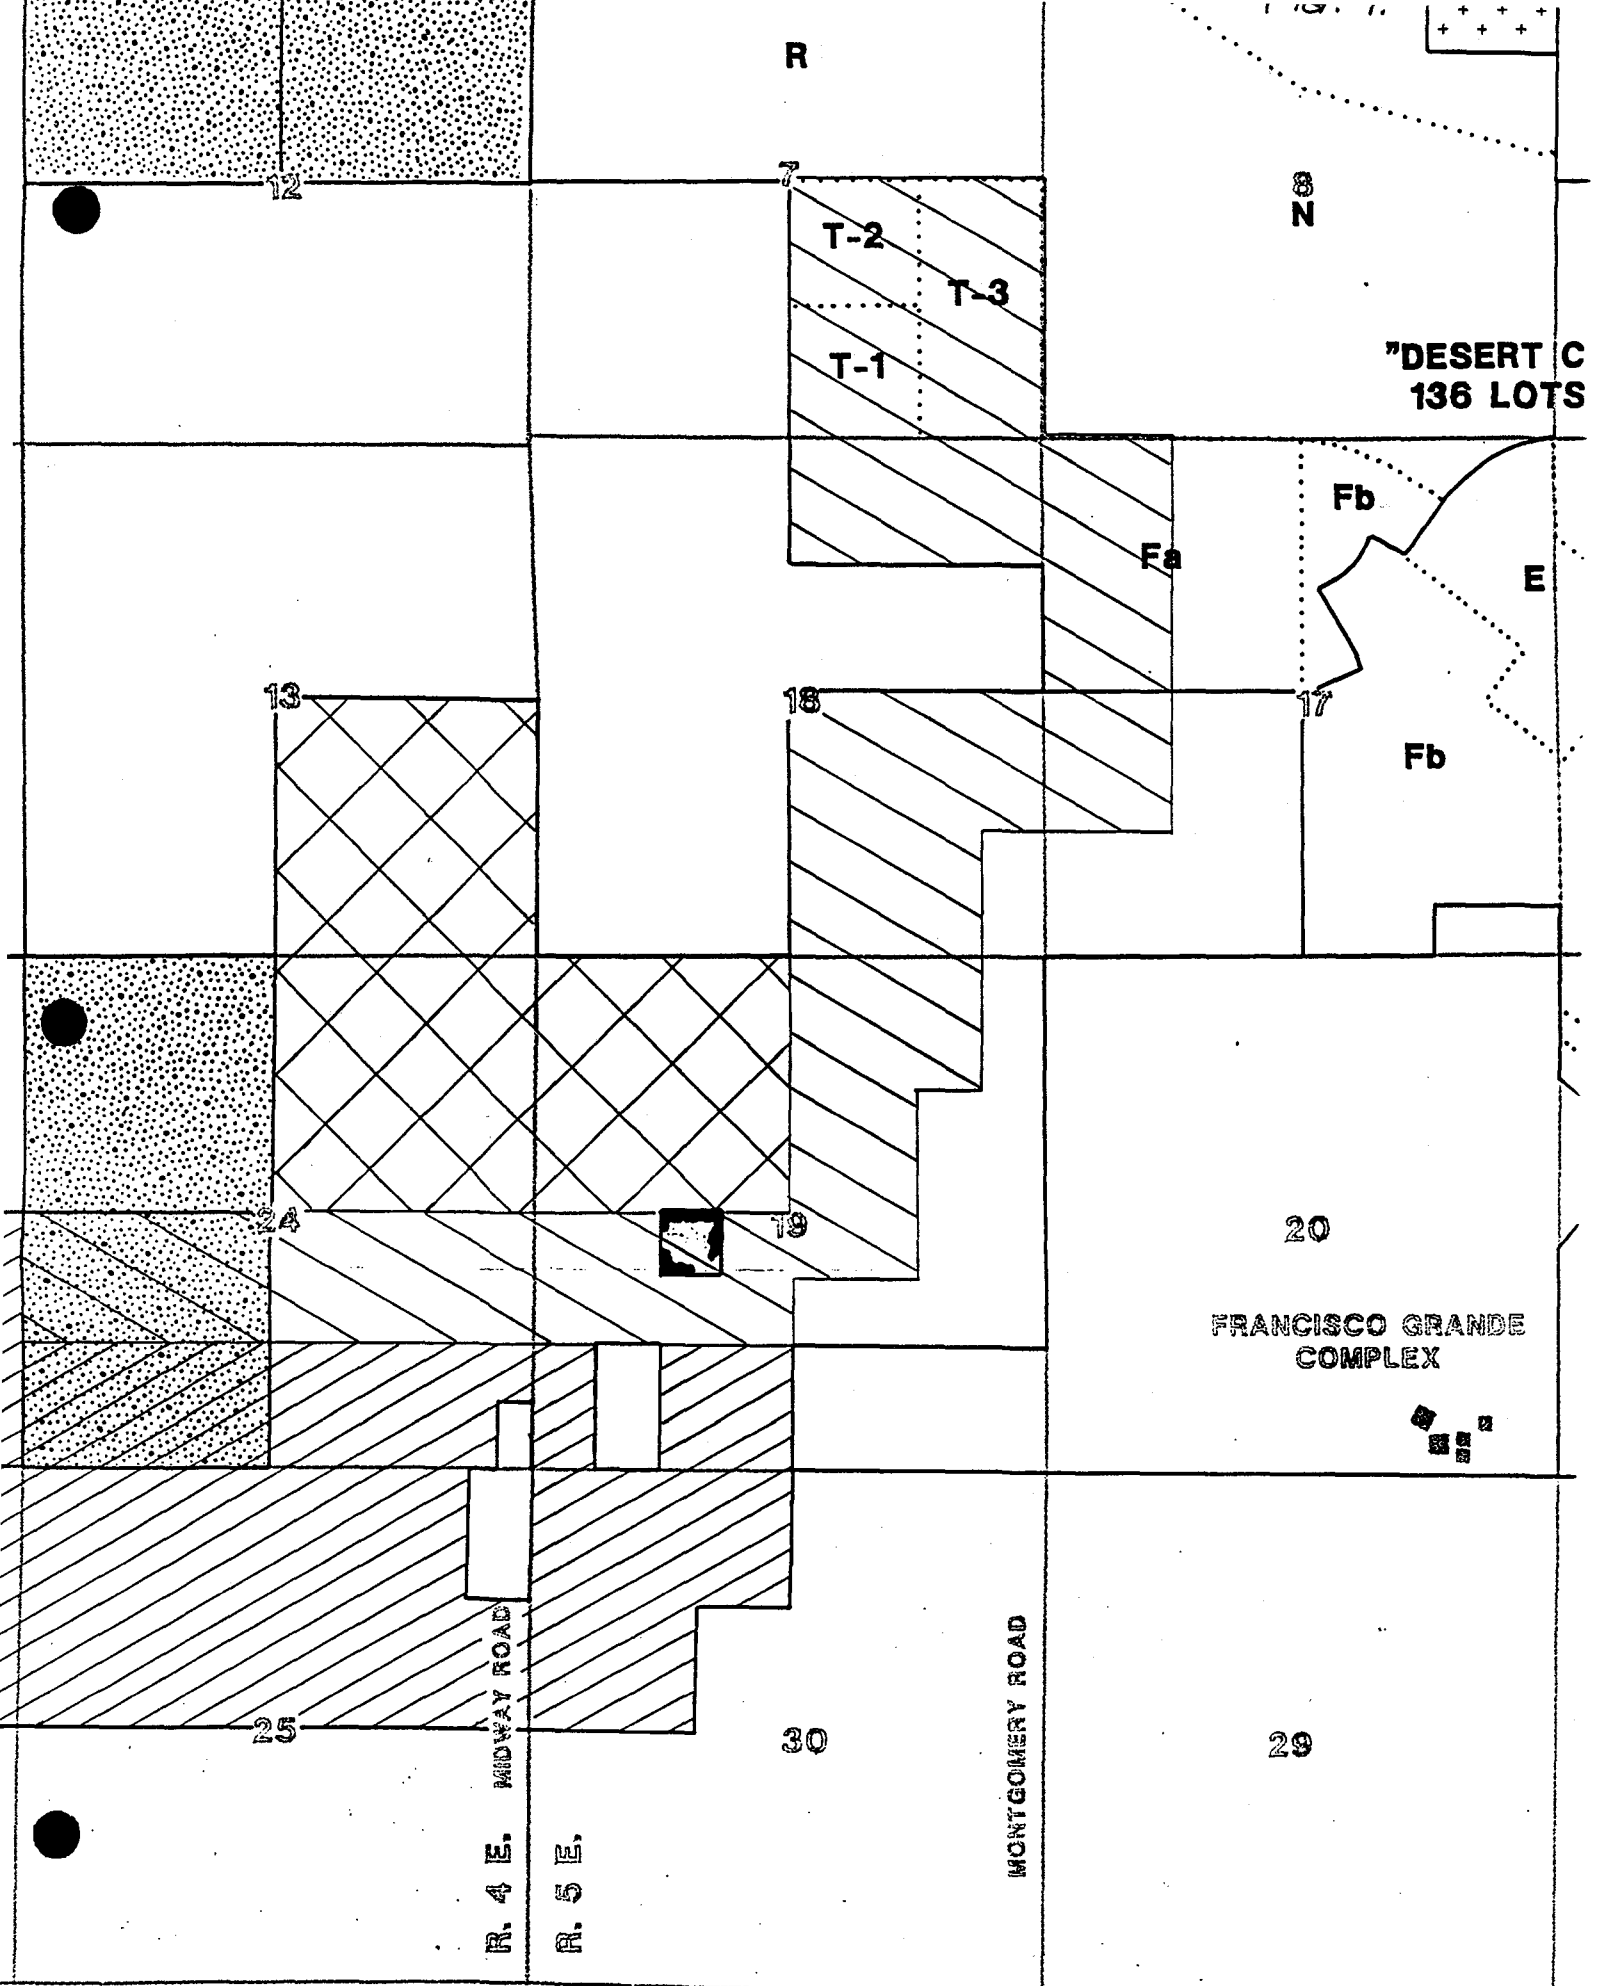 R
12
7
8
N
T-2
T-3
T-1
"DESERT C
136 LOTS
Fb
Fa
E
13
18
17
Fb
24
19
20
FRANCISCO GRANDE
COMPLEX
25
MIDWAY ROAD
30
MONTGOMERY ROAD
29
R. 4 E.
R. 5 E.